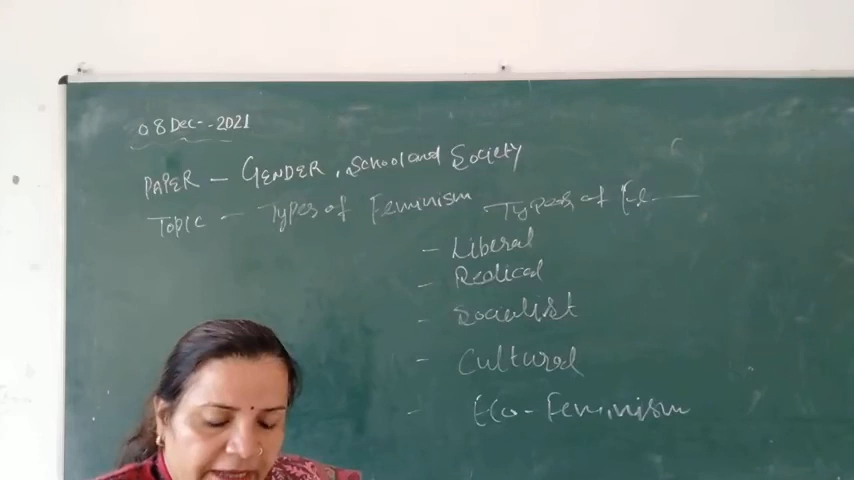 08 Dec- 2021
PAPER - GENDER, School and Society
Topic - Types of Feminism Types of Fe
- Liberal
- Redical
- Socialist
- Cultural
- Eco-Feminism